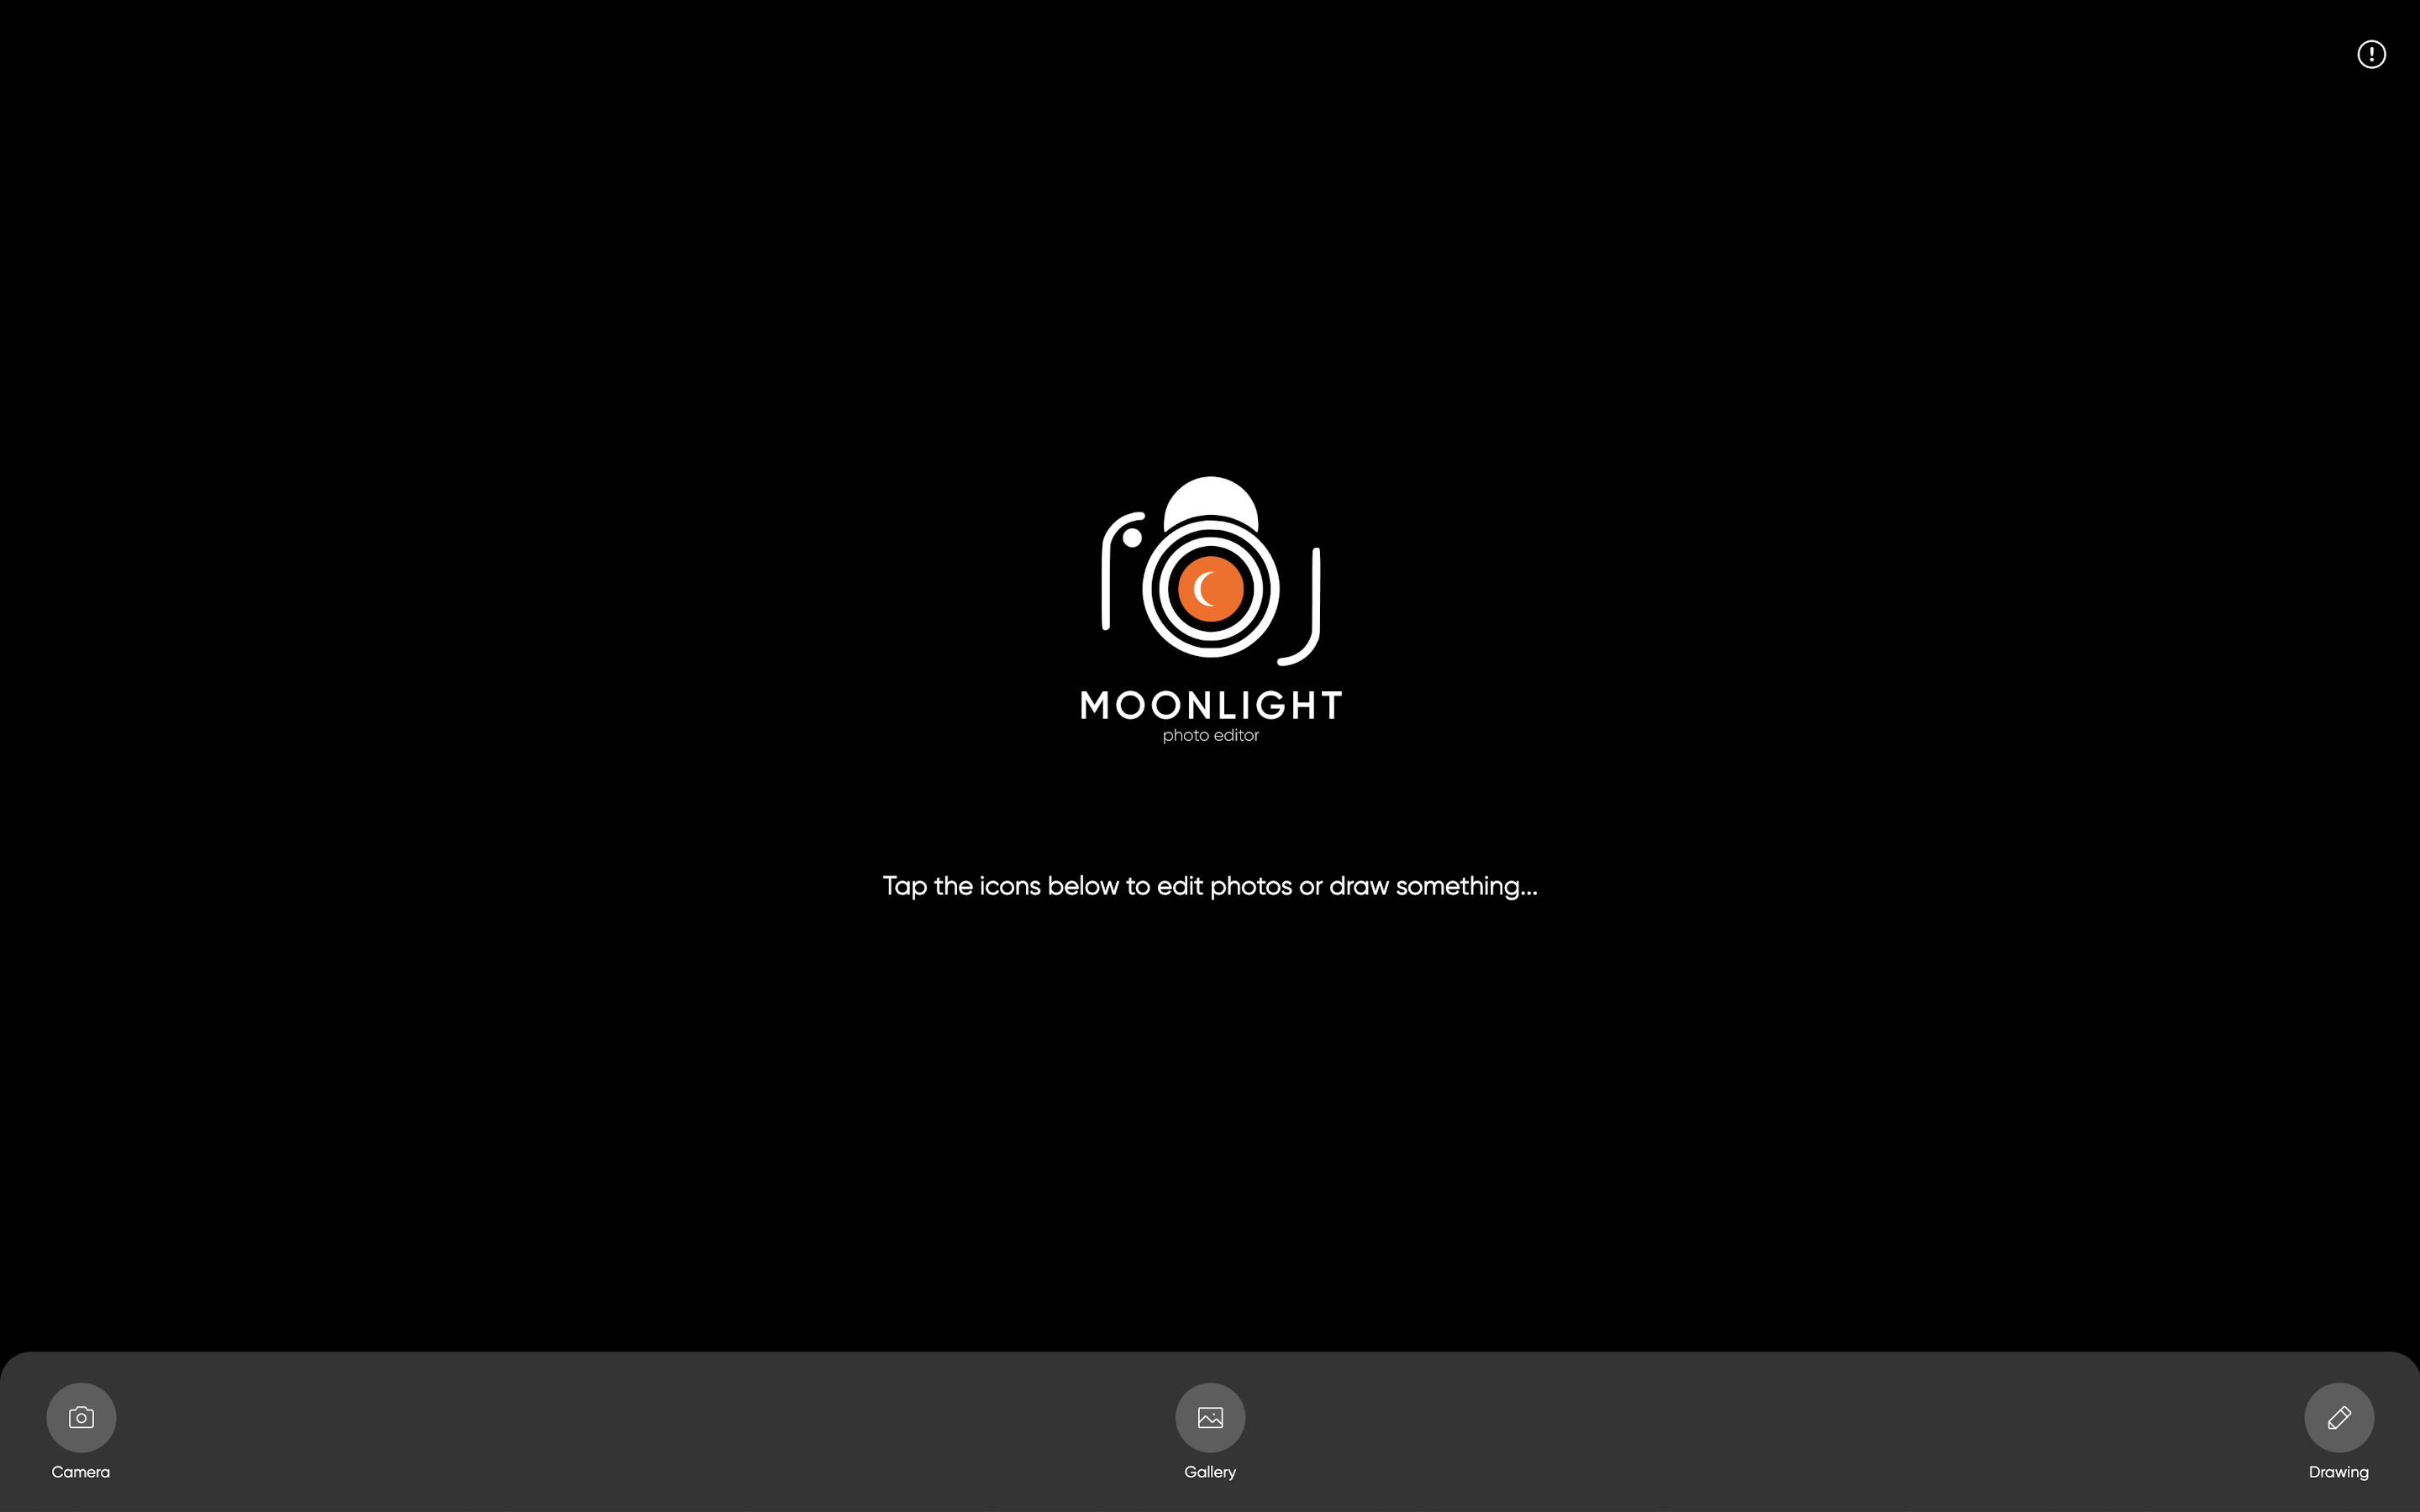 MOONLIGHT
photo editor
Tap the icons below to edit photos or draw something...
Camera
Gallery
Drawing